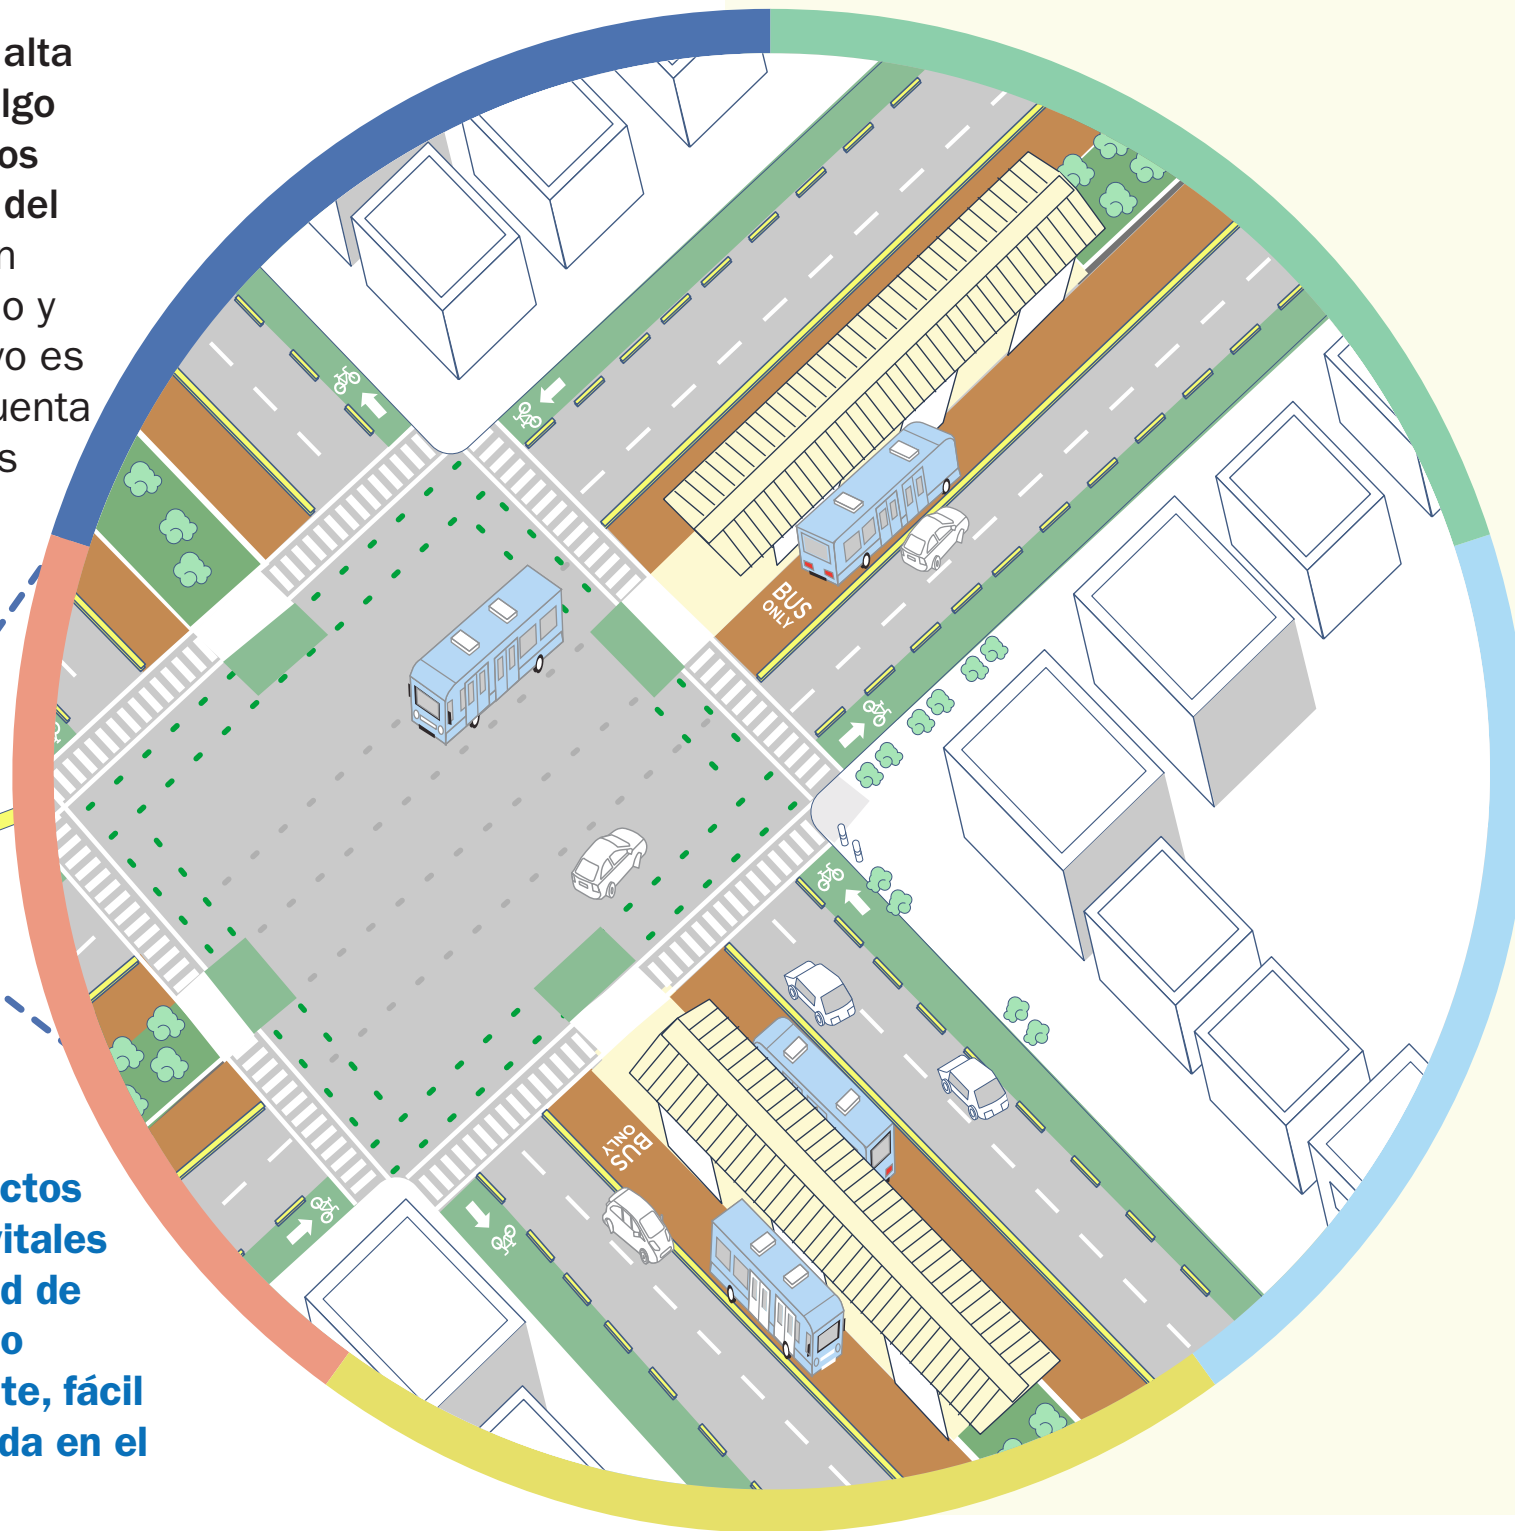 alta
lgo
os
del
n
o y
vo es
uenta
s
BUS
ONLY
BUS
ONLY
ctos
vitales
d de
o
te, fácil
da en el